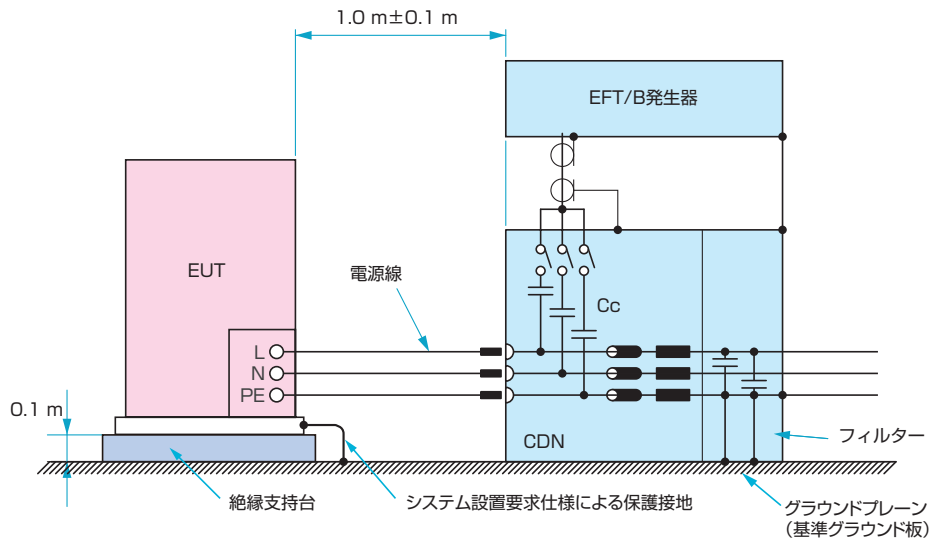 1.0 m±0.1 m
EFT/B発生器
EUT
電源線
Cc
L
N
PE
0.1 m
CDN
フィルター
絶縁支持台
システム設置要求仕様による保護接地
グラウンドプレーン
（基準グラウンド板）